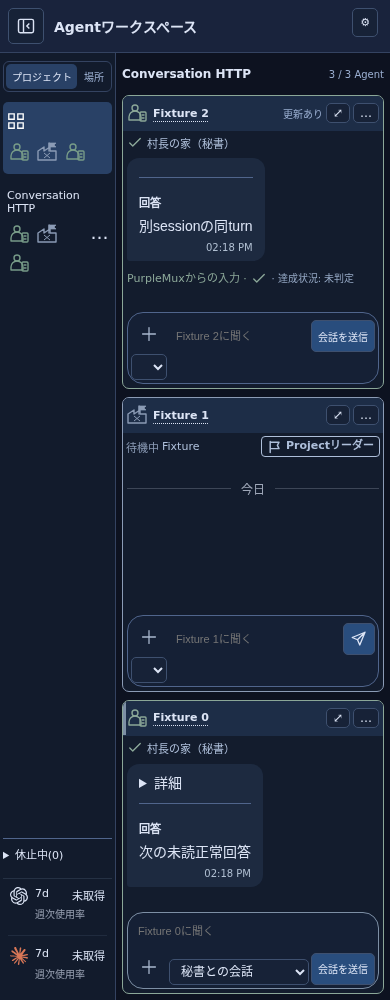 Agentワークスペース
プロジェクト
場所
Conversation HTTP
休止中(0)
7d 未取得
週次使用率
7d 未取得
週次使用率
Conversation HTTP
3 / 3 Agent
Fixture 2
更新あり
村長の家（秘書）
回答
別sessionの同turn
02:18 PM
PurpleMuxからの入力 · · 達成状況: 未判定
Fixture 2に聞く
会話を送信
Fixture 1
待機中 Fixture
Projectリーダー
今日
Fixture 1に聞く
Fixture 0
村長の家（秘書）
詳細
回答
次の未読正常回答
02:18 PM
Fixture 0に聞く
秘書との会話
会話を送信